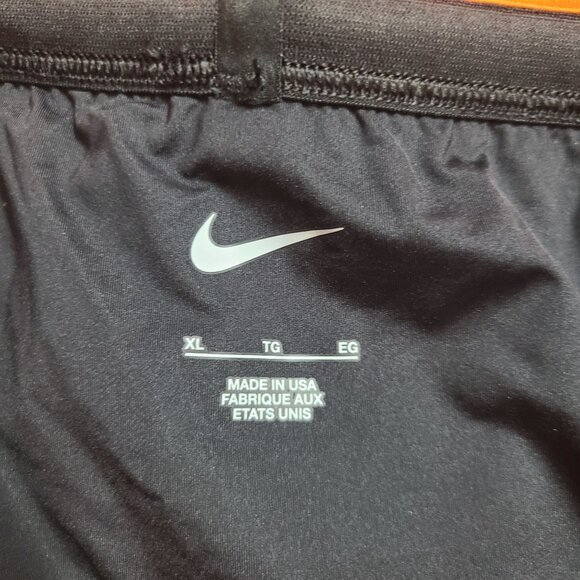 XL TG EG
MADE IN USA
FABRIQUE AUX
ETATS UNIS